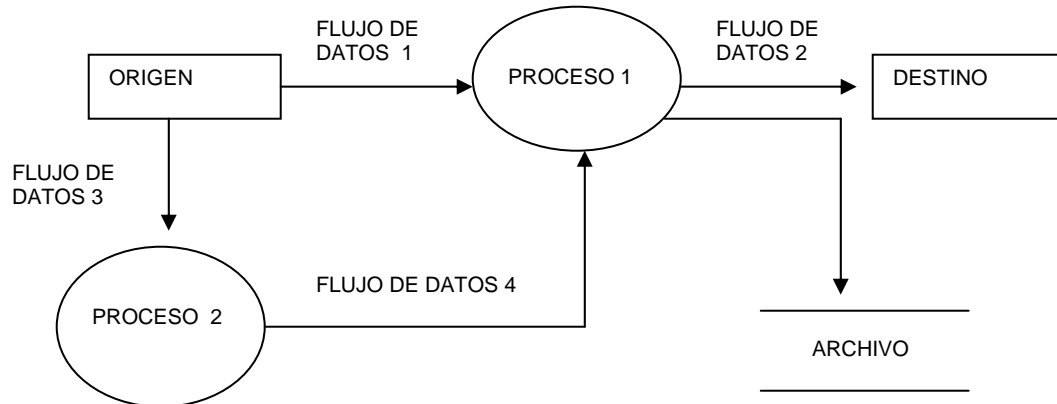 FLUJO DE
DATOS 1
FLUJO DE
DATOS 2
ORIGEN
PROCESO 1
DESTINO
FLUJO DE
DATOS 3
FLUJO DE DATOS 4
PROCESO 2
ARCHIVO